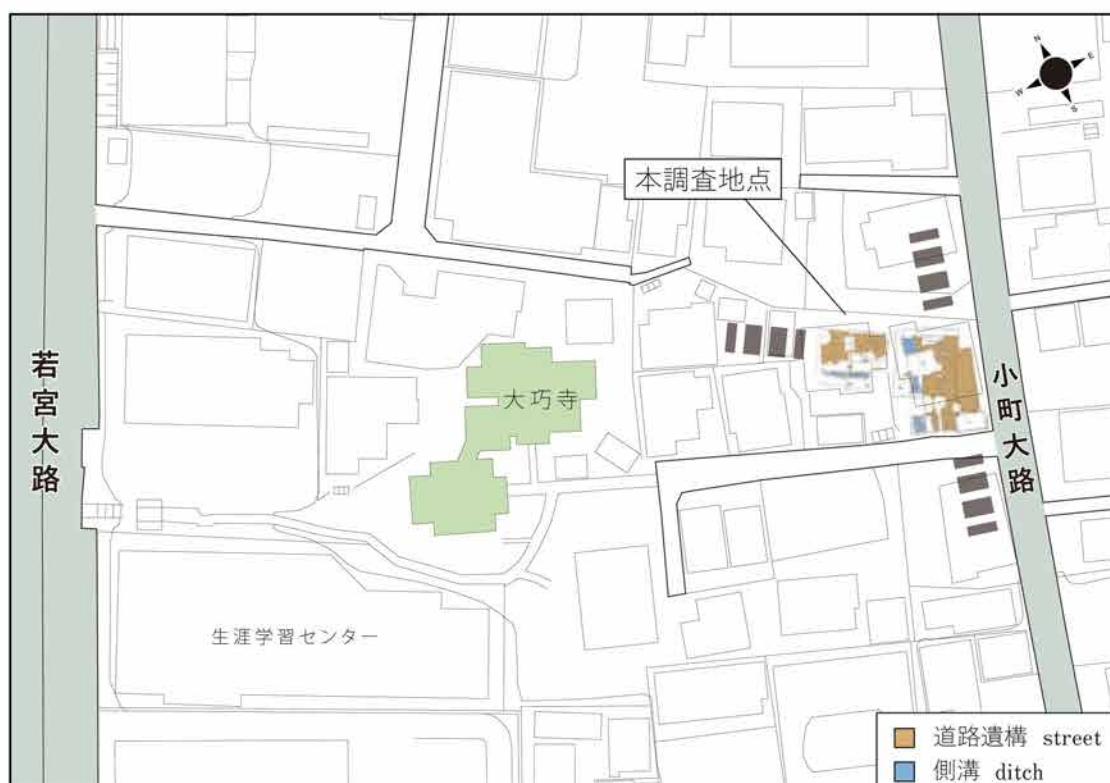 N
E
W
S
本調査地点
若宮大路
大巧寺
小町大路
生涯学習センター
道路遺構 street
側溝 ditch